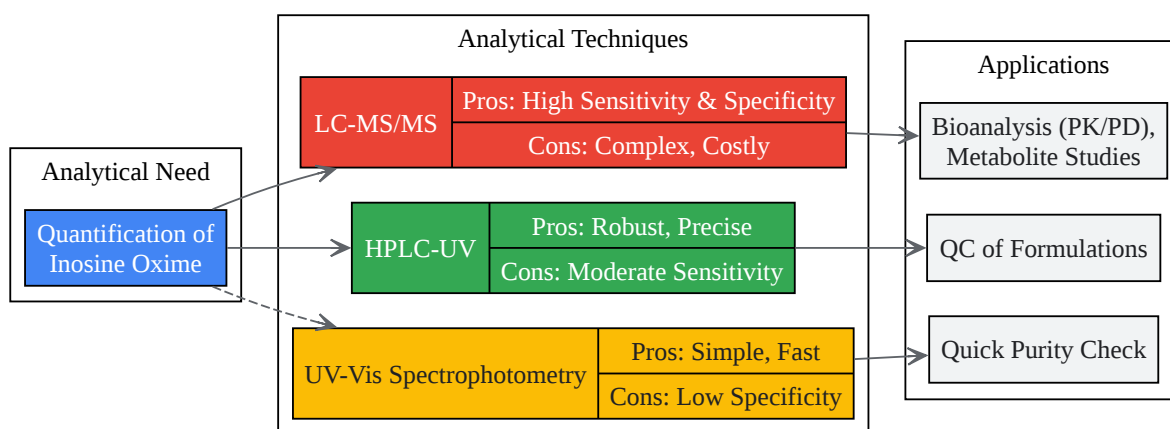 Analytical Need
Quantification of
Inosine Oxime
Analytical Techniques
LC-MS/MS
Pros: High Sensitivity & Specificity
Cons: Complex, Costly
HPLC-UV
Pros: Robust, Precise
Cons: Moderate Sensitivity
UV-Vis Spectrophotometry
Pros: Simple, Fast
Cons: Low Specificity
Applications
Bioanalysis (PK/PD),
Metabolite Studies
QC of Formulations
Quick Purity Check